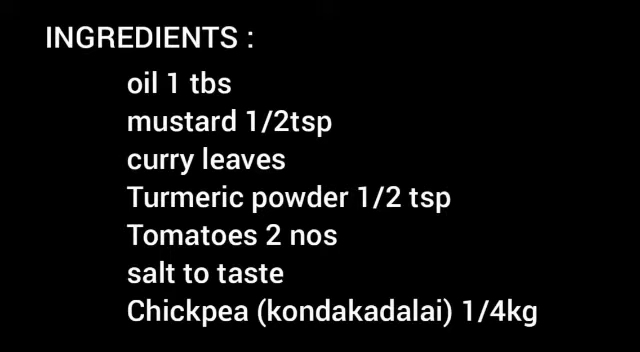 INGREDIENTS :
oil 1 tbs
mustard 1/2tsp
curry leaves
Turmeric powder 1/2 tsp
Tomatoes 2 nos
salt to taste
Chickpea (kondakadalai) 1/4kg